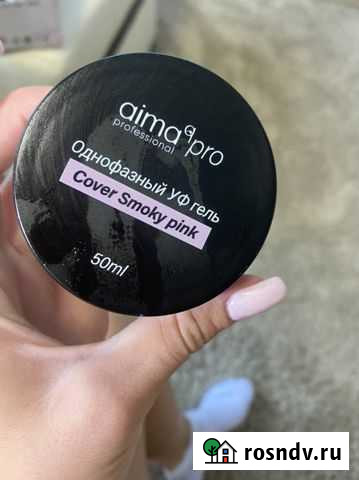 aima pro
professional
Однофазный УФ гель
Cover Smoky pink
50ml
rosndv.ru